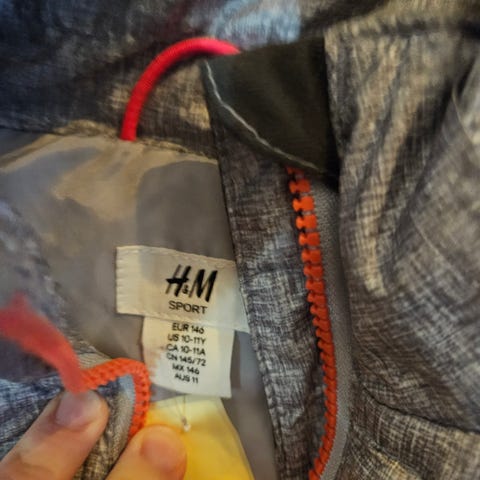 H&M
SPORT
EUR 146
US 10-11Y
CA 10-11A
CN 145/72
MX 146
AUS 11